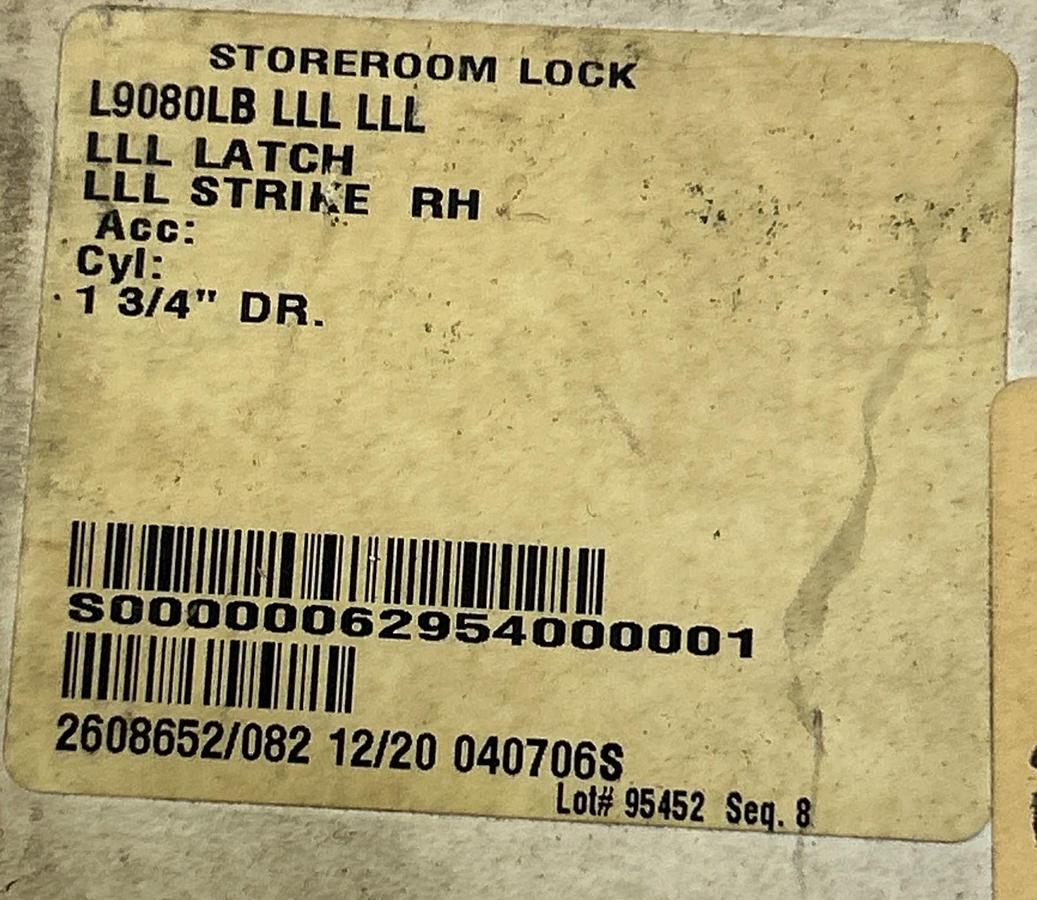 STOREROOM LOCK
L9080LB LLL LLL
LLL LATCH
LLL STRIKE RH
Acc:
Cyl:
1 3/4" DR.
S00000062954000001
2608652/082 12/20 040706S
Lot# 95452 Seq. 8